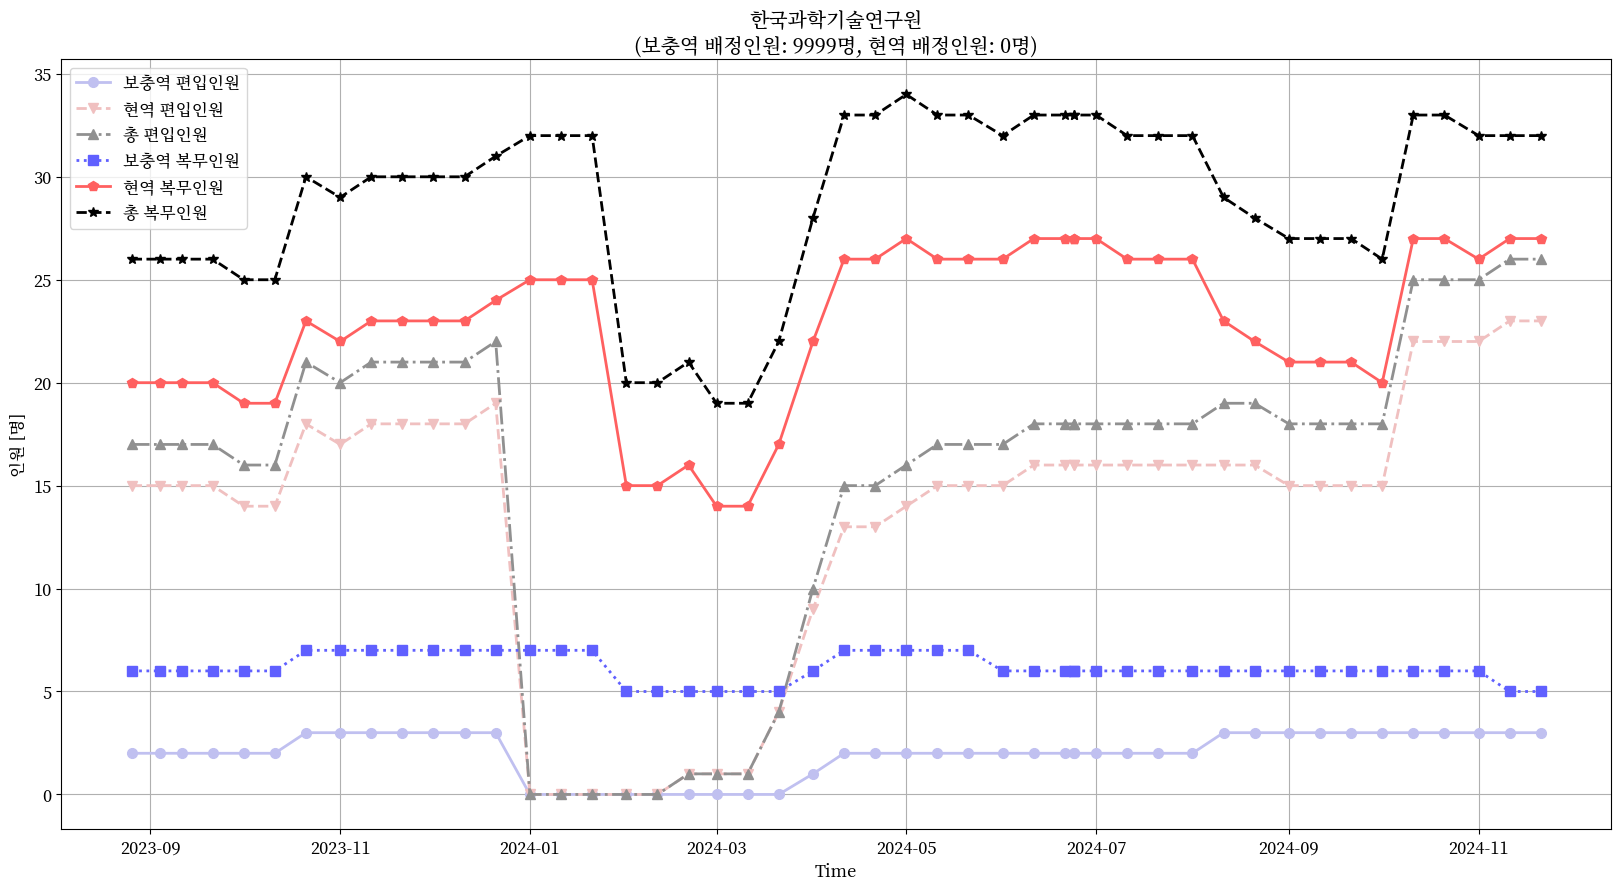 한국과학기술연구원
(보충역 배정인원: 9999명, 현역 배정인원: 0명)
35
30
25
20
15
10
5
0
인원 [명]
보충역 편입인원
현역 편입인원
총 편입인원
보충역 복무인원
현역 복무인원
총 복무인원
2023-09 2023-11 2024-01 2024-03 2024-05 2024-07 2024-09 2024-11
Time